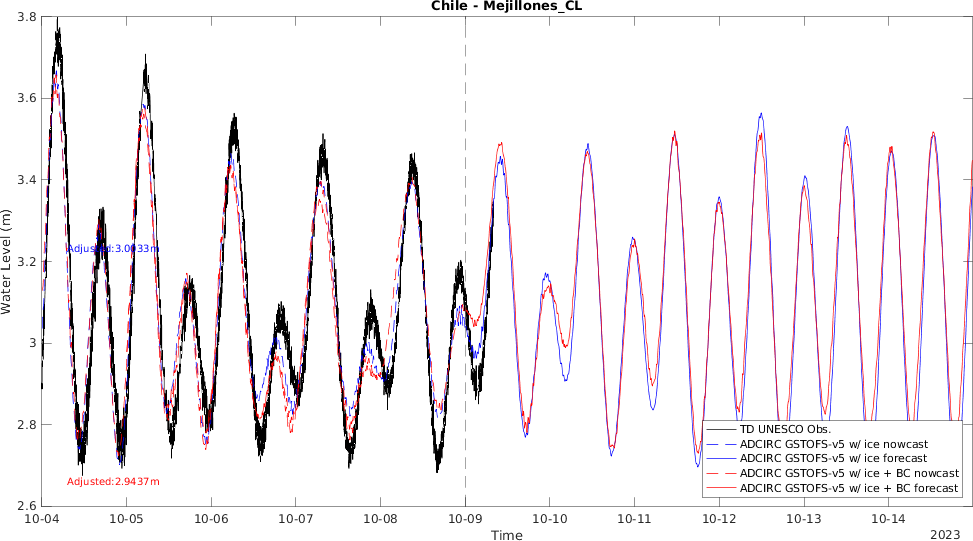 Chile - Mejillones_CL
3.8
3.6
3.4
3.2
3
2.8
2.6
Water Level (m)
Adjusted:3.0033m
Adjusted:2.9437m
TD UNESCO Obs.
ADCIRC GSTOFS-v5 w/ ice nowcast
ADCIRC GSTOFS-v5 w/ ice forecast
ADCIRC GSTOFS-v5 w/ ice + BC nowcast
ADCIRC GSTOFS-v5 w/ ice + BC forecast
10-04 10-05 10-06 10-07 10-08 10-09 10-10 10-11 10-12 10-13 10-14
Time
2023